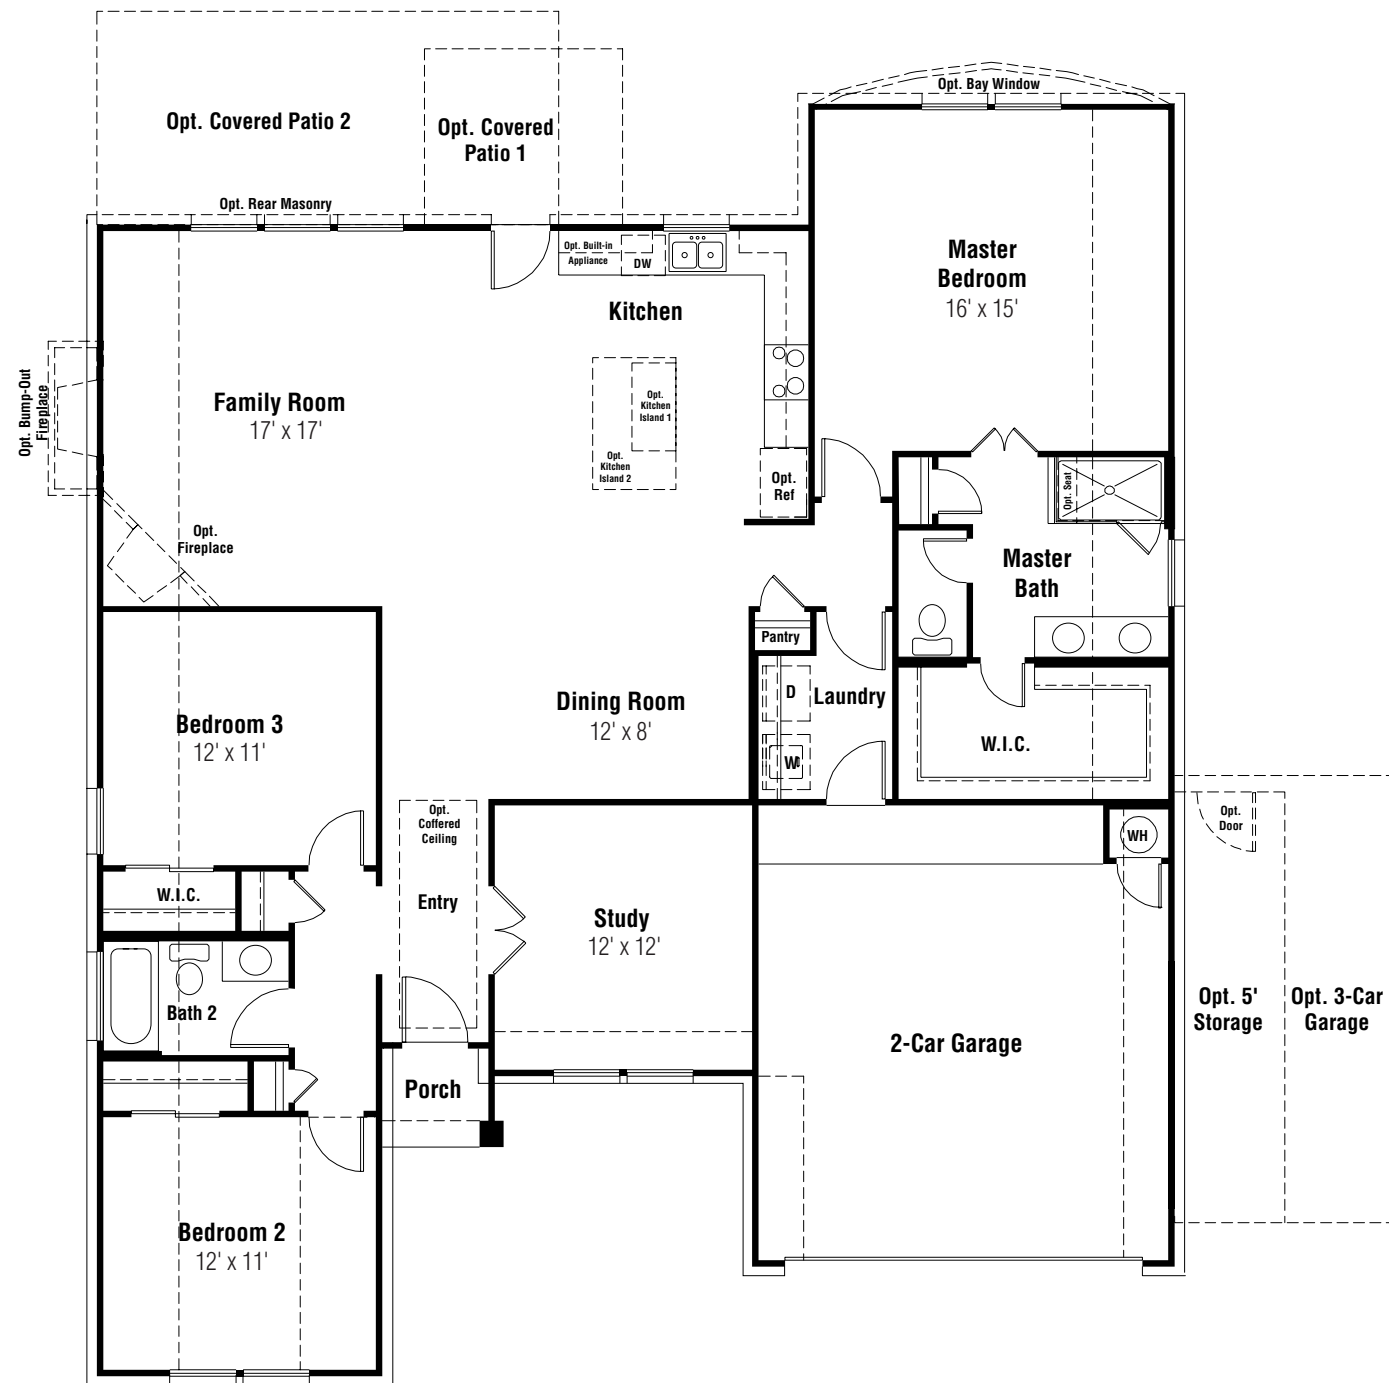 Opt. Covered Patio 2
Opt. Covered
Patio 1
Opt. Bay Window
Opt. Rear Masonry
Opt. Built-in
Appliance
DW
Kitchen
Master
Bedroom
16' x 15'
Opt. Bump-Out
Fireplace
Family Room
17' x 17'
Opt.
Kitchen
Island 1
Opt.
Kitchen
Island 2
Opt.
Ref
Opt. Seat
Opt.
Fireplace
Master
Bath
Pantry
Bedroom 3
12' x 11'
Dining Room
12' x 8'
D
Laundry
W
W.I.C.
Opt.
Coffered
Ceiling
WH
Opt.
Door
W.I.C.
Entry
Study
12' x 12'
Bath 2
Opt. 5'
Storage
Opt. 3-Car
Garage
2-Car Garage
Porch
Bedroom 2
12' x 11'